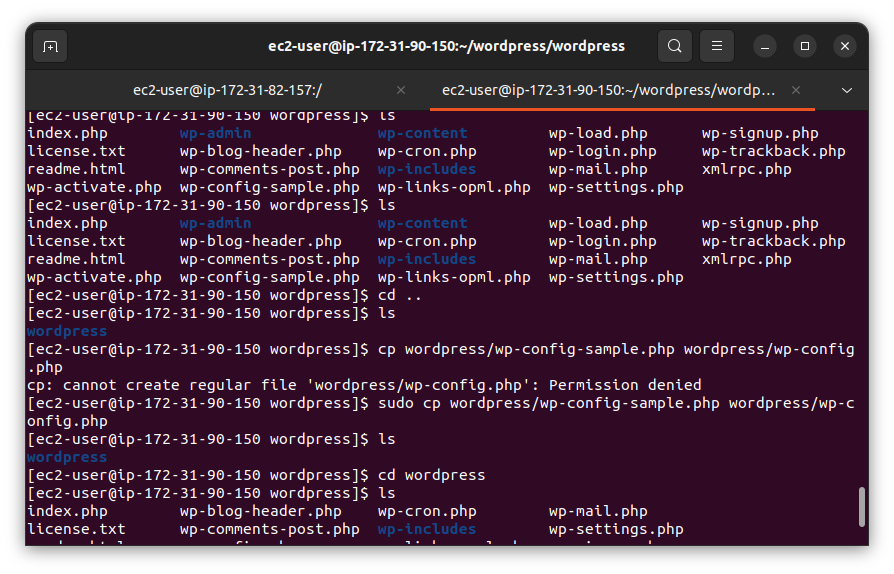 ec2-user@ip-172-31-90-150:~/wordpress/wordpress
ec2-user@ip-172-31-82-157:/ ec2-user@ip-172-31-90-150:~/wordpress/wordp...
[ec2-user@ip-172-31-90-150 wordpress]$ ls
index.php wp-admin wp-content wp-load.php wp-signup.php
license.txt wp-blog-header.php wp-cron.php wp-login.php wp-trackback.php
readme.html wp-comments-post.php wp-includes wp-mail.php xmlrpc.php
wp-activate.php wp-config-sample.php wp-links-opml.php wp-settings.php
[ec2-user@ip-172-31-90-150 wordpress]$ ls
index.php wp-admin wp-content wp-load.php wp-signup.php
license.txt wp-blog-header.php wp-cron.php wp-login.php wp-trackback.php
readme.html wp-comments-post.php wp-includes wp-mail.php xmlrpc.php
wp-activate.php wp-config-sample.php wp-links-opml.php wp-settings.php
[ec2-user@ip-172-31-90-150 wordpress]$ cd ..
[ec2-user@ip-172-31-90-150 wordpress]$ ls
wordpress
[ec2-user@ip-172-31-90-150 wordpress]$ cp wordpress/wp-config-sample.php wordpress/wp-config
.php
cp: cannot create regular file 'wordpress/wp-config.php': Permission denied
[ec2-user@ip-172-31-90-150 wordpress]$ sudo cp wordpress/wp-config-sample.php wordpress/wp-c
onfig.php
[ec2-user@ip-172-31-90-150 wordpress]$ ls
wordpress
[ec2-user@ip-172-31-90-150 wordpress]$ cd wordpress
[ec2-user@ip-172-31-90-150 wordpress]$ ls
index.php wp-blog-header.php wp-cron.php wp-mail.php
license.txt wp-comments-post.php wp-includes wp-settings.php